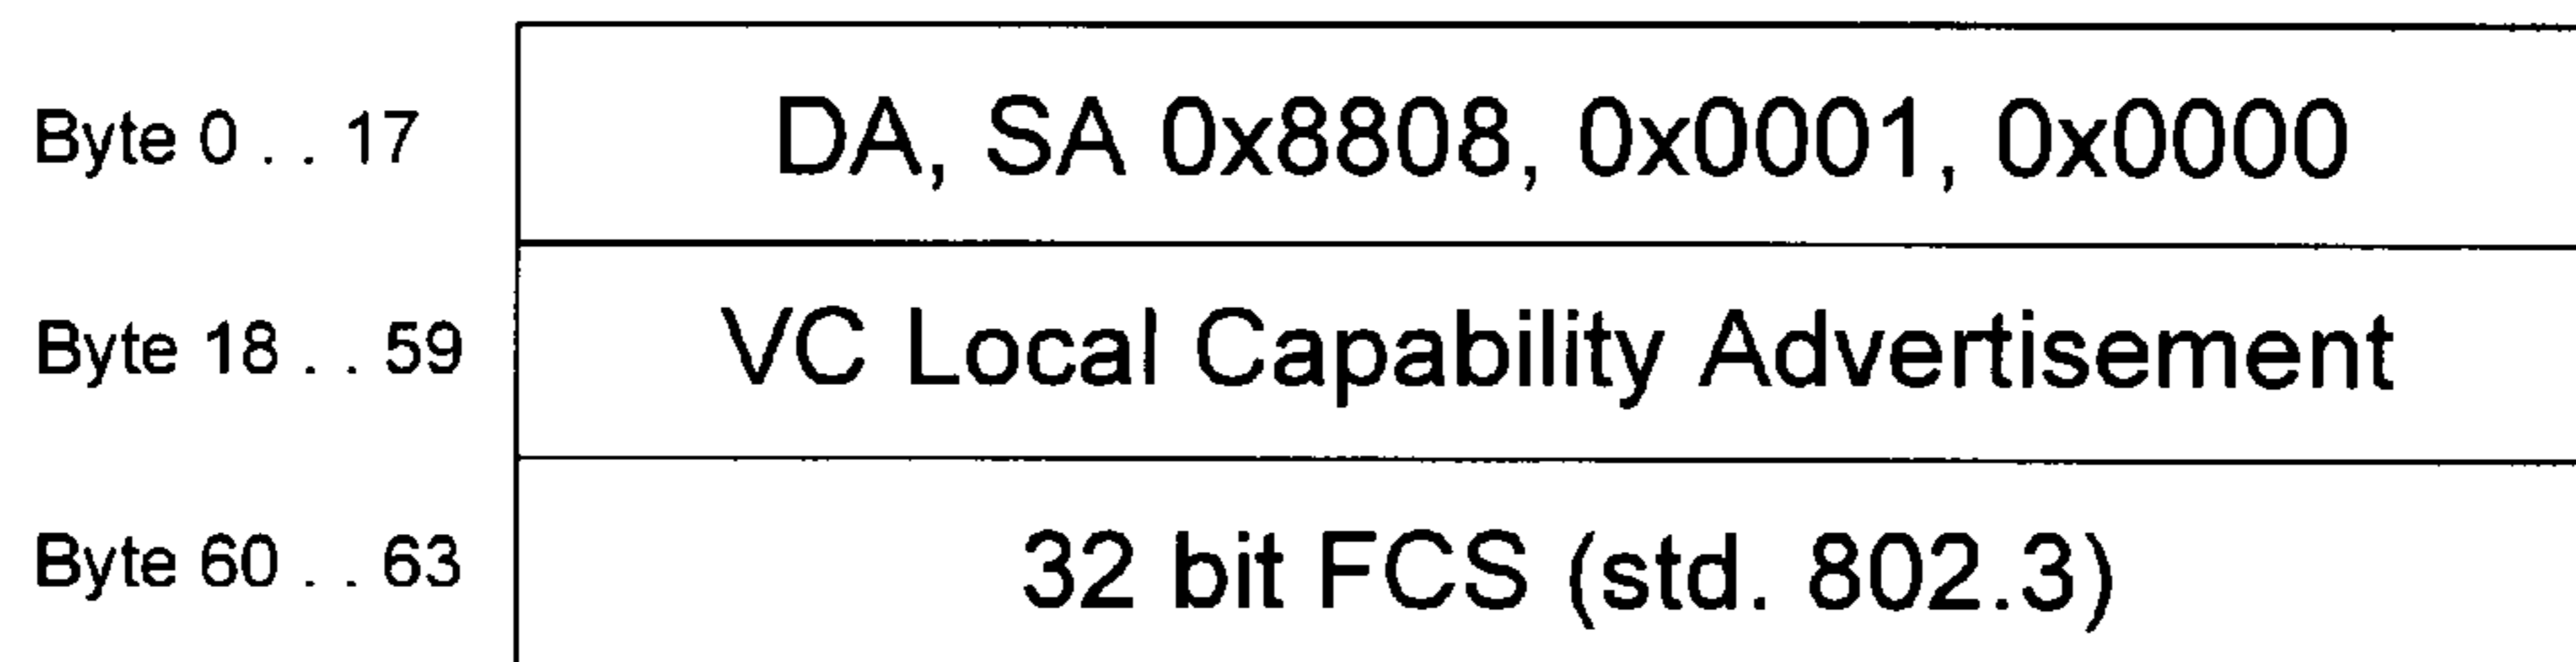 Byte 0 . . 17 DA, SA 0x8808, 0x0001, 0x0000
Byte 18 . . 59 VC Local Capability Advertisement
Byte 60 . . 63 32 bit FCS (std. 802.3)